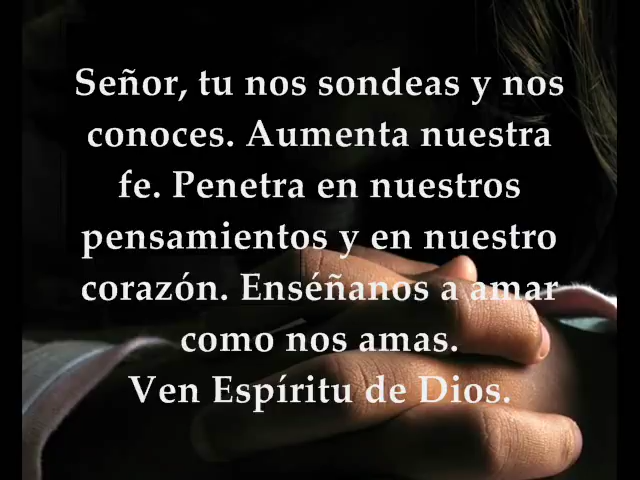 Señor, tu nos sondeas y nos
conoces. Aumenta nuestra
fe. Penetra en nuestros
pensamientos y en nuestro
corazón. Enséñanos a amar
como nos amas.
Ven Espíritu de Dios.